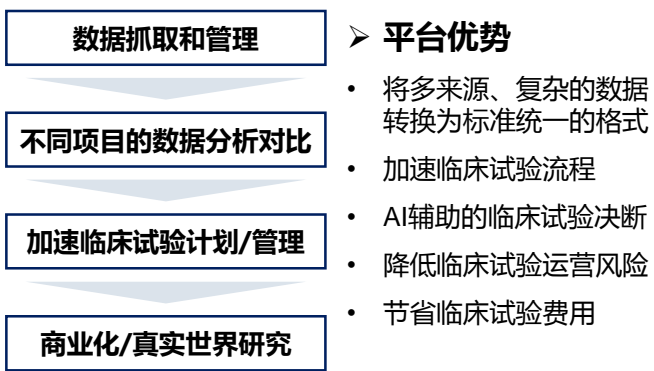 数据抓取和管理
不同项目的数据分析对比
加速临床试验计划/管理
商业化/真实世界研究
➢ 平台优势
• 将多来源、复杂的数据
转换为标准统一的格式
• 加速临床试验流程
• AI辅助的临床试验决断
• 降低临床试验运营风险
• 节省临床试验费用